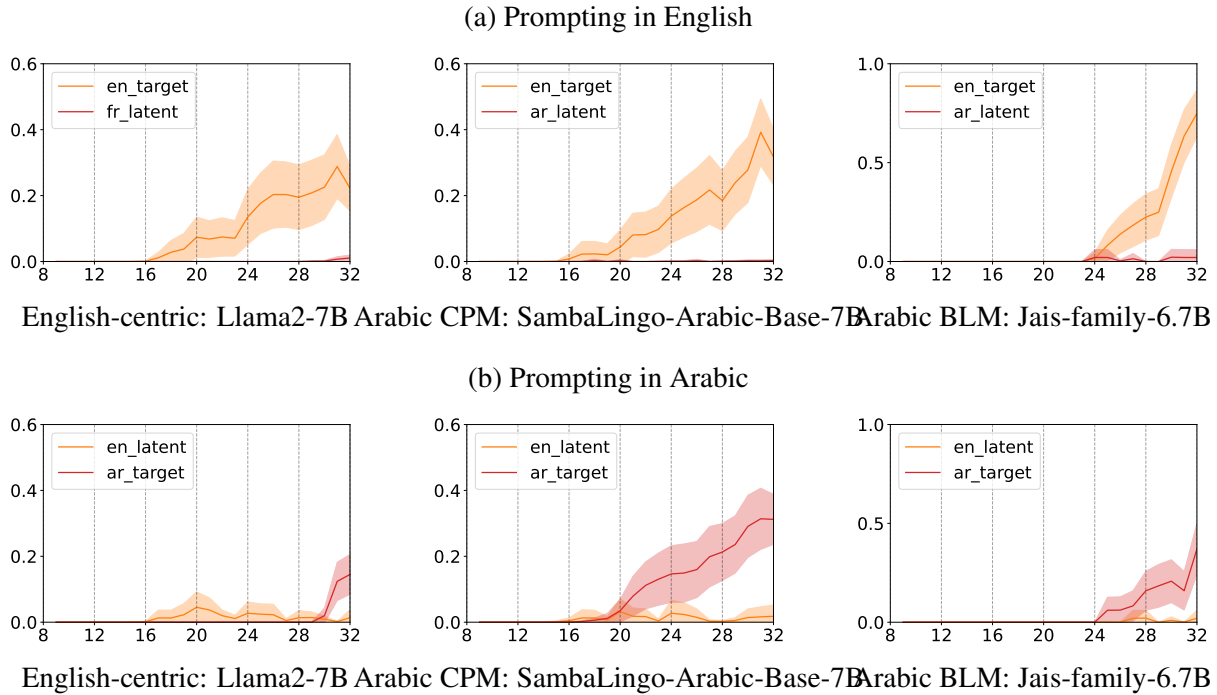 (a) Prompting in English
0.6
0.4
0.2
0.0
8 12 16 20 24 28 32
en_target
fr_latent
0.6
0.4
0.2
0.0
8 12 16 20 24 28 32
en_target
ar_latent
1.0
0.5
0.0
8 12 16 20 24 28 32
en_target
ar_latent
English-centric: Llama2-7B Arabic CPM: SambaLingo-Arabic-Base-7B Arabic BLM: Jais-family-6.7B
(b) Prompting in Arabic
0.6
0.4
0.2
0.0
8 12 16 20 24 28 32
en_latent
ar_target
0.6
0.4
0.2
0.0
8 12 16 20 24 28 32
en_latent
ar_target
1.0
0.5
0.0
8 12 16 20 24 28 32
en_latent
ar_target
English-centric: Llama2-7B Arabic CPM: SambaLingo-Arabic-Base-7B Arabic BLM: Jais-family-6.7B